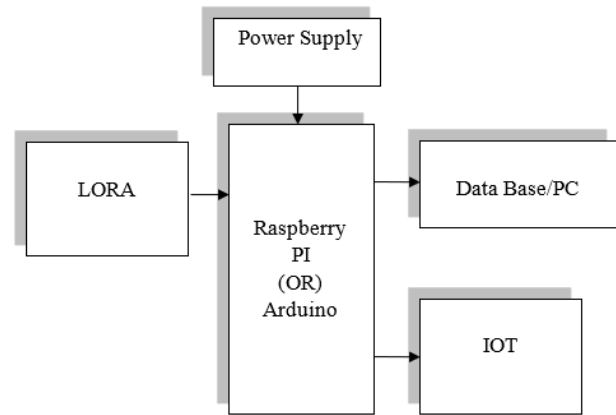 Power Supply
LORA
Raspberry
PI
(OR)
Arduino
Data Base/PC
IOT